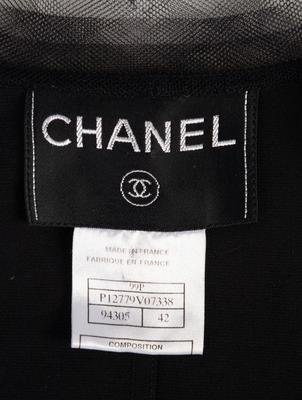 CHANEL
MADE IN FRANCE
FABRIQUE EN FRANCE
99P
P12779V07338
94305 42
COMPOSITION